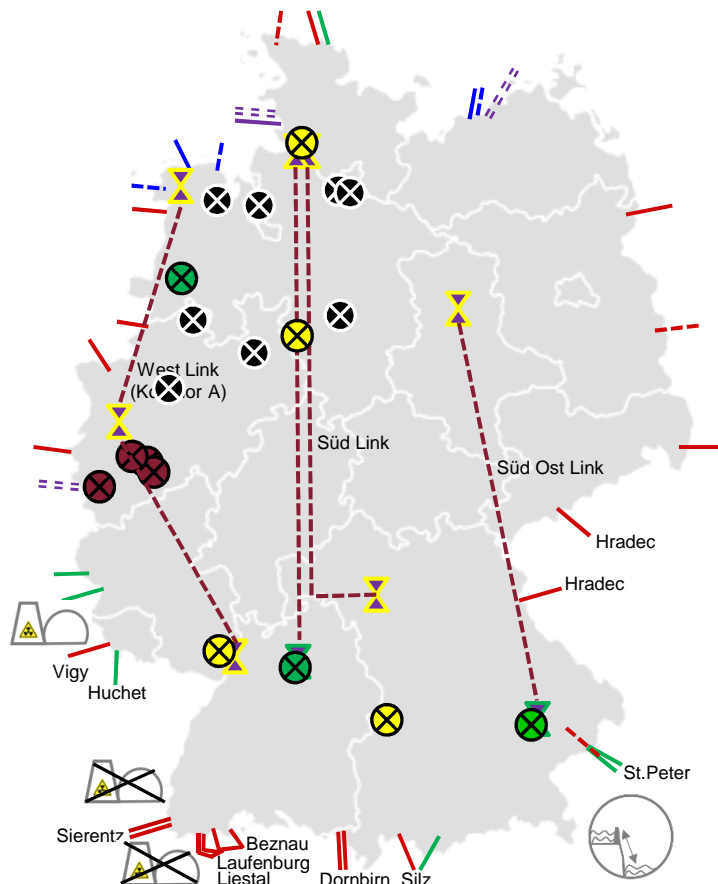 West Link
(Korridor A)
Süd Link
Süd Ost Link
Hradec
Hradec
Vigy
Huchet
St.Peter
Sierentz
Beznau
Laufenburg
Liestal
Dornbirn
Silz